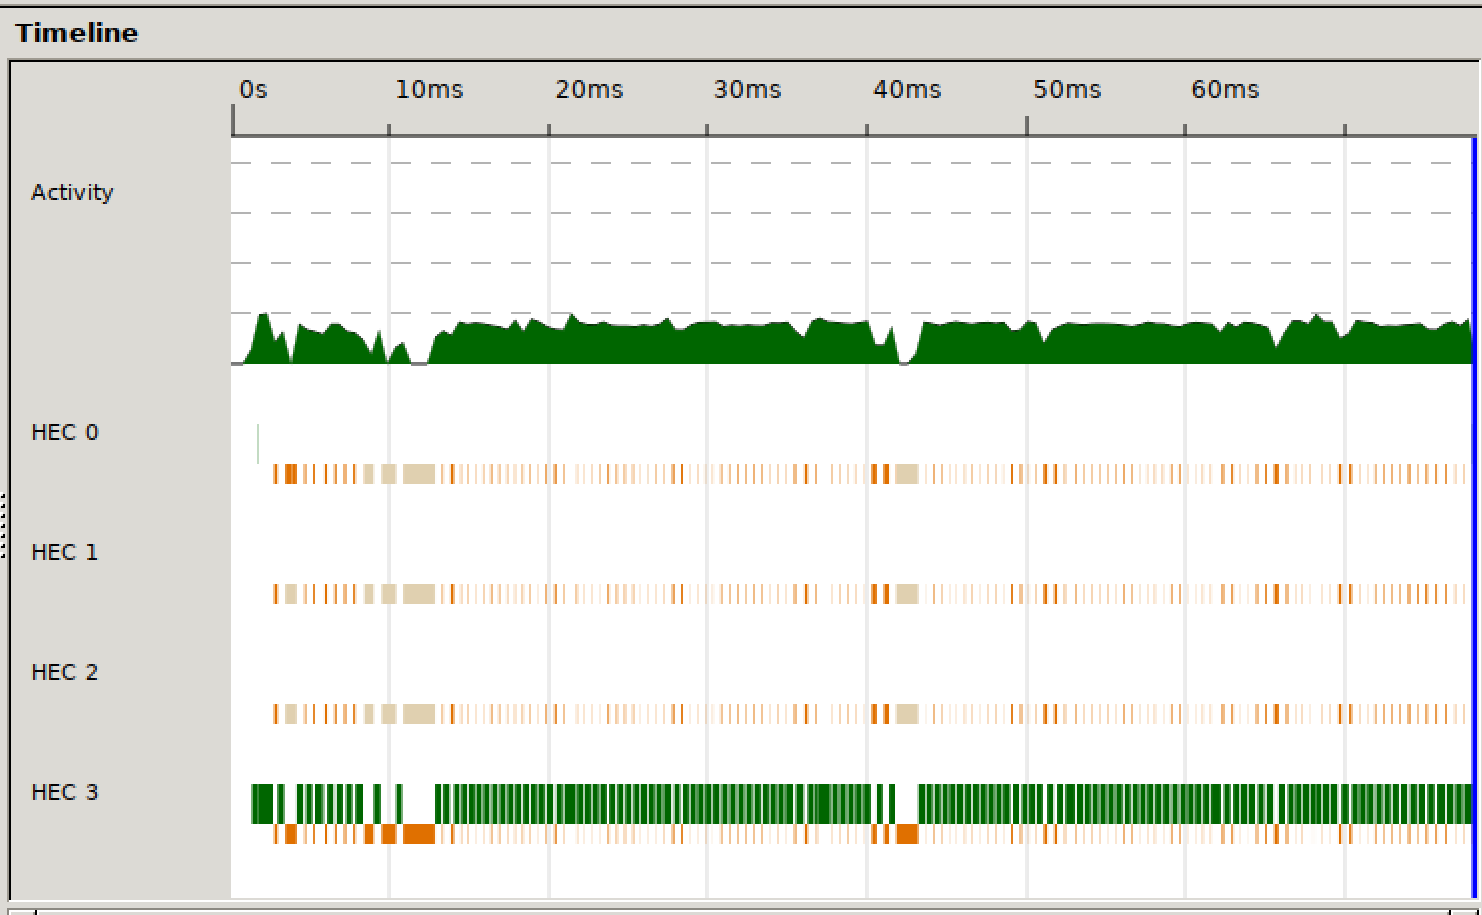 Timeline
0s 10ms 20ms 30ms 40ms 50ms 60ms
Activity
HEC 0
HEC 1
HEC 2
HEC 3